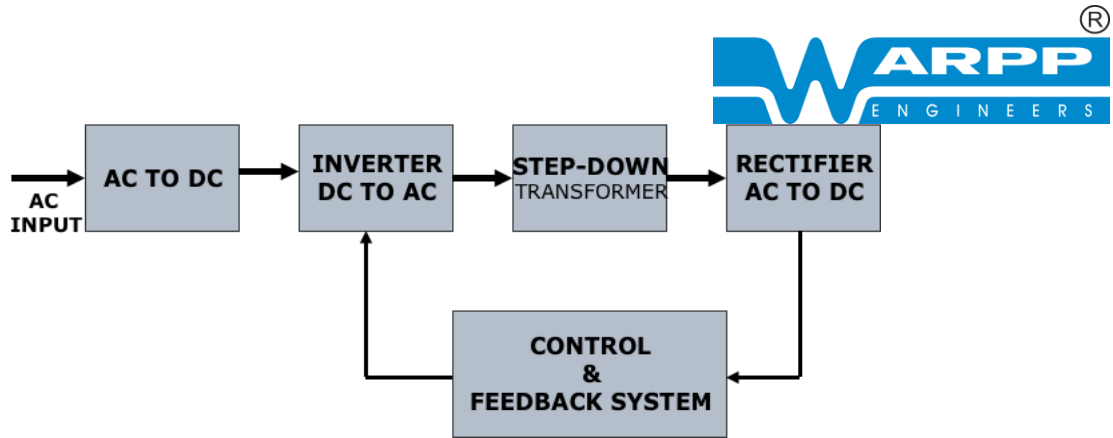 ®
ARPP
ENGINEERS
AC TO DC
INVERTER
DC TO AC
STEP-DOWN
TRANSFORMER
RECTIFIER
AC TO DC
AC
INPUT
CONTROL
&
FEEDBACK SYSTEM